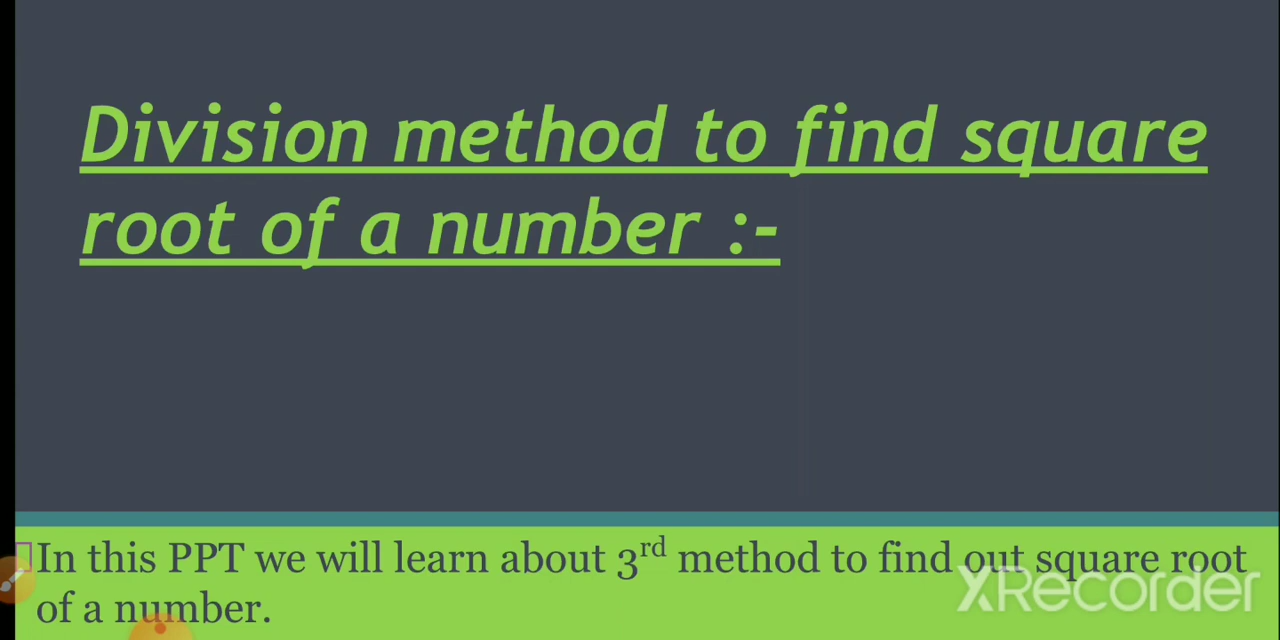 Division method to find square
root of a number :-
In this PPT we will learn about 3rd method to find out square root
of a number.
XRecorder